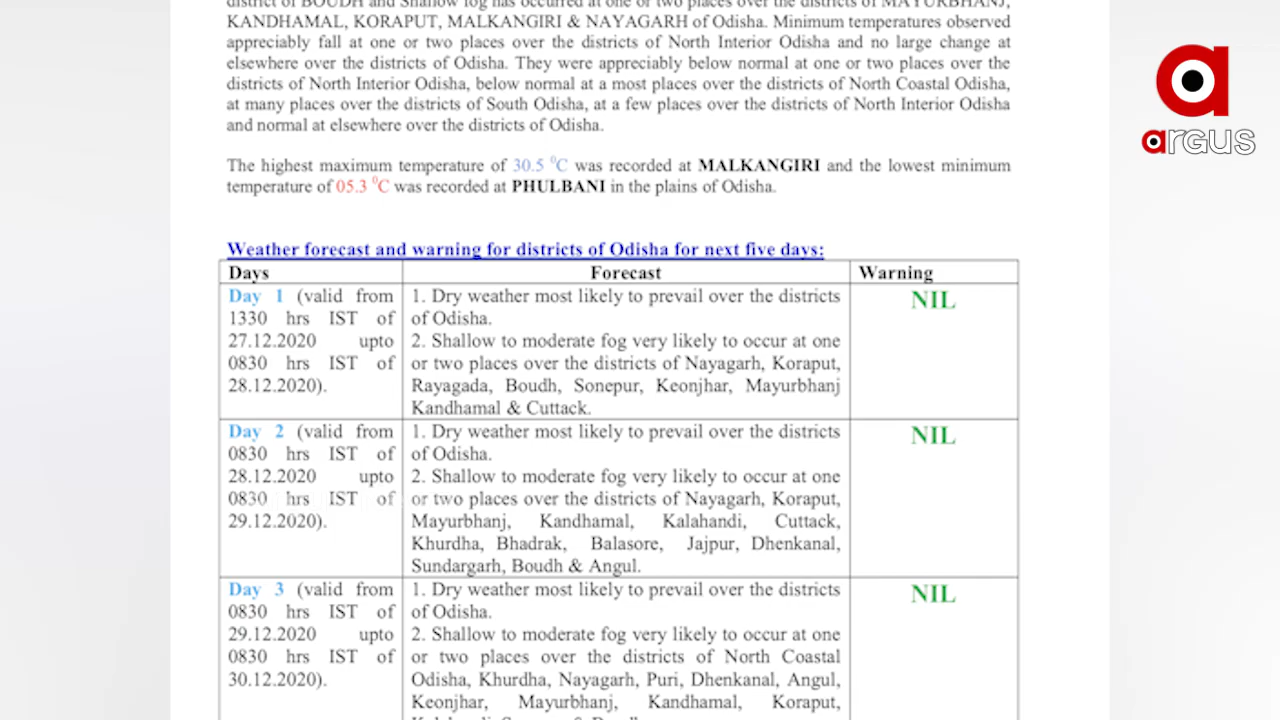 district of BOUDH and Shallow fog has occurred at one or two places over the districts of MAYURBHANJ,
KANDHAMAL, KORAPUT, MALKANGIRI & NAYAGARH of Odisha. Minimum temperatures observed
appreciably fall at one or two places over the districts of North Interior Odisha and no large change at
elsewhere over the districts of Odisha. They were appreciably below normal at one or two places over the
districts of North Interior Odisha, below normal at a most places over the districts of North Coastal Odisha,
at many places over the districts of South Odisha, at a few places over the districts of North Interior Odisha
and normal at elsewhere over the districts of Odisha.
The highest maximum temperature of 30.5 ⁰C was recorded at MALKANGIRI and the lowest minimum
temperature of 05.3 ⁰C was recorded at PHULBANI in the plains of Odisha.
Weather forecast and warning for districts of Odisha for next five days:
Days Forecast Warning
Day 1 (valid from
1330 hrs IST of
27.12.2020 upto
0830 hrs IST of
28.12.2020).
1. Dry weather most likely to prevail over the districts
of Odisha.
2. Shallow to moderate fog very likely to occur at one
or two places over the districts of Nayagarh, Koraput,
Rayagada, Boudh, Sonepur, Keonjhar, Mayurbhanj
Kandhamal & Cuttack.
NIL
Day 2 (valid from
0830 hrs IST of
28.12.2020 upto
0830 hrs IST of
29.12.2020).
1. Dry weather most likely to prevail over the districts
of Odisha.
2. Shallow to moderate fog very likely to occur at one
or two places over the districts of Nayagarh, Koraput,
Mayurbhanj, Kandhamal, Kalahandi, Cuttack,
Khurdha, Bhadrak, Balasore, Jajpur, Dhenkanal,
Sundargarh, Boudh & Angul.
NIL
Day 3 (valid from
0830 hrs IST of
29.12.2020 upto
0830 hrs IST of
30.12.2020).
1. Dry weather most likely to prevail over the districts
of Odisha.
2. Shallow to moderate fog very likely to occur at one
or two places over the districts of North Coastal
Odisha, Khurdha, Nayagarh, Puri, Dhenkanal, Angul,
Keonjhar, Mayurbhanj, Kandhamal, Koraput,
NIL
argus